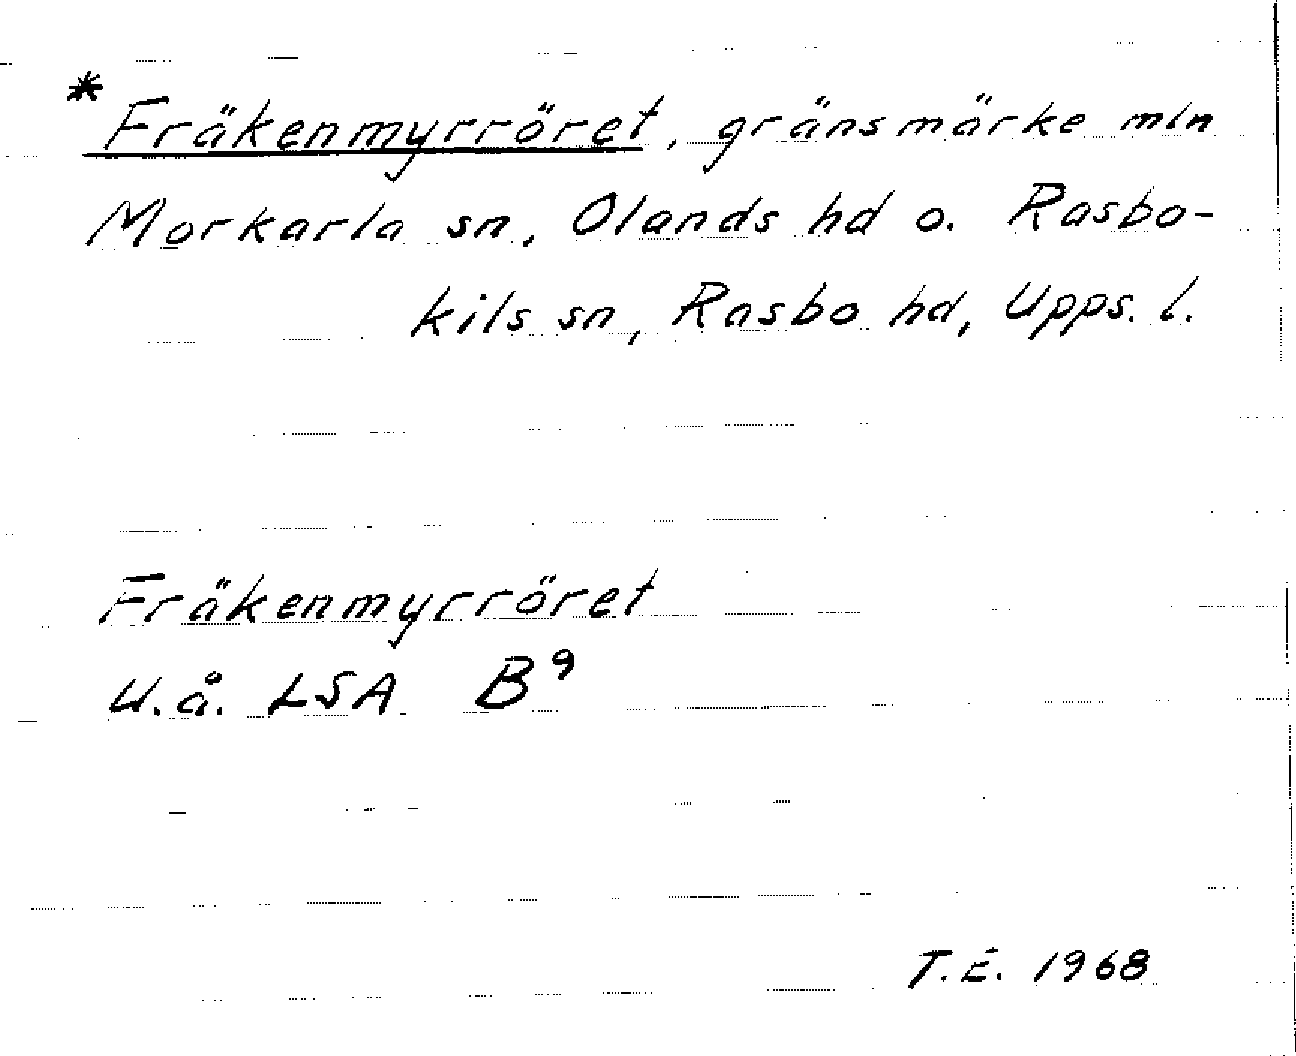 * Fräkenmyrröret, gränsmärke mln
Morkarla sn, Olands hd o. Rasbo-
kils sn, Rasbo hd, Upps. l.
Fräkenmyrröret
u.å. LSA B⁹
T.E. 1968